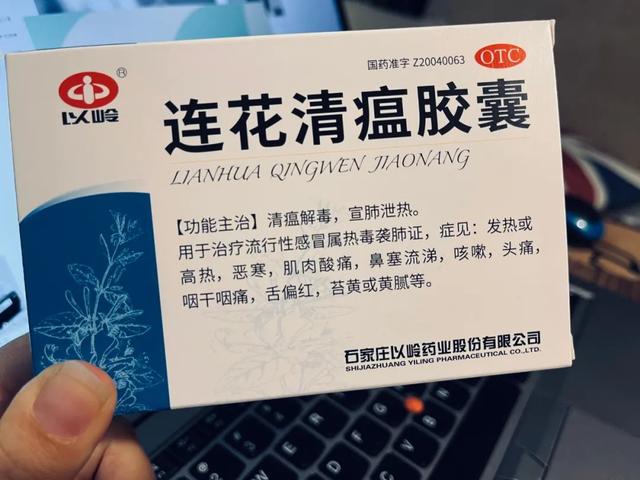 国药准字 Z20040063
OTC
®
以岭
连花清瘟胶囊
LIANHUA QINGWEN JIAONANG
【功能主治】清瘟解毒，宣肺泄热。
用于治疗流行性感冒属热毒袭肺证，症见：发热或
高热，恶寒，肌肉酸痛，鼻塞流涕，咳嗽，头痛，
咽干咽痛，舌偏红，苔黄或黄腻等。
石家庄以岭药业股份有限公司
SHIJIAZHUANG YILING PHARMACEUTICAL CO.,LTD.